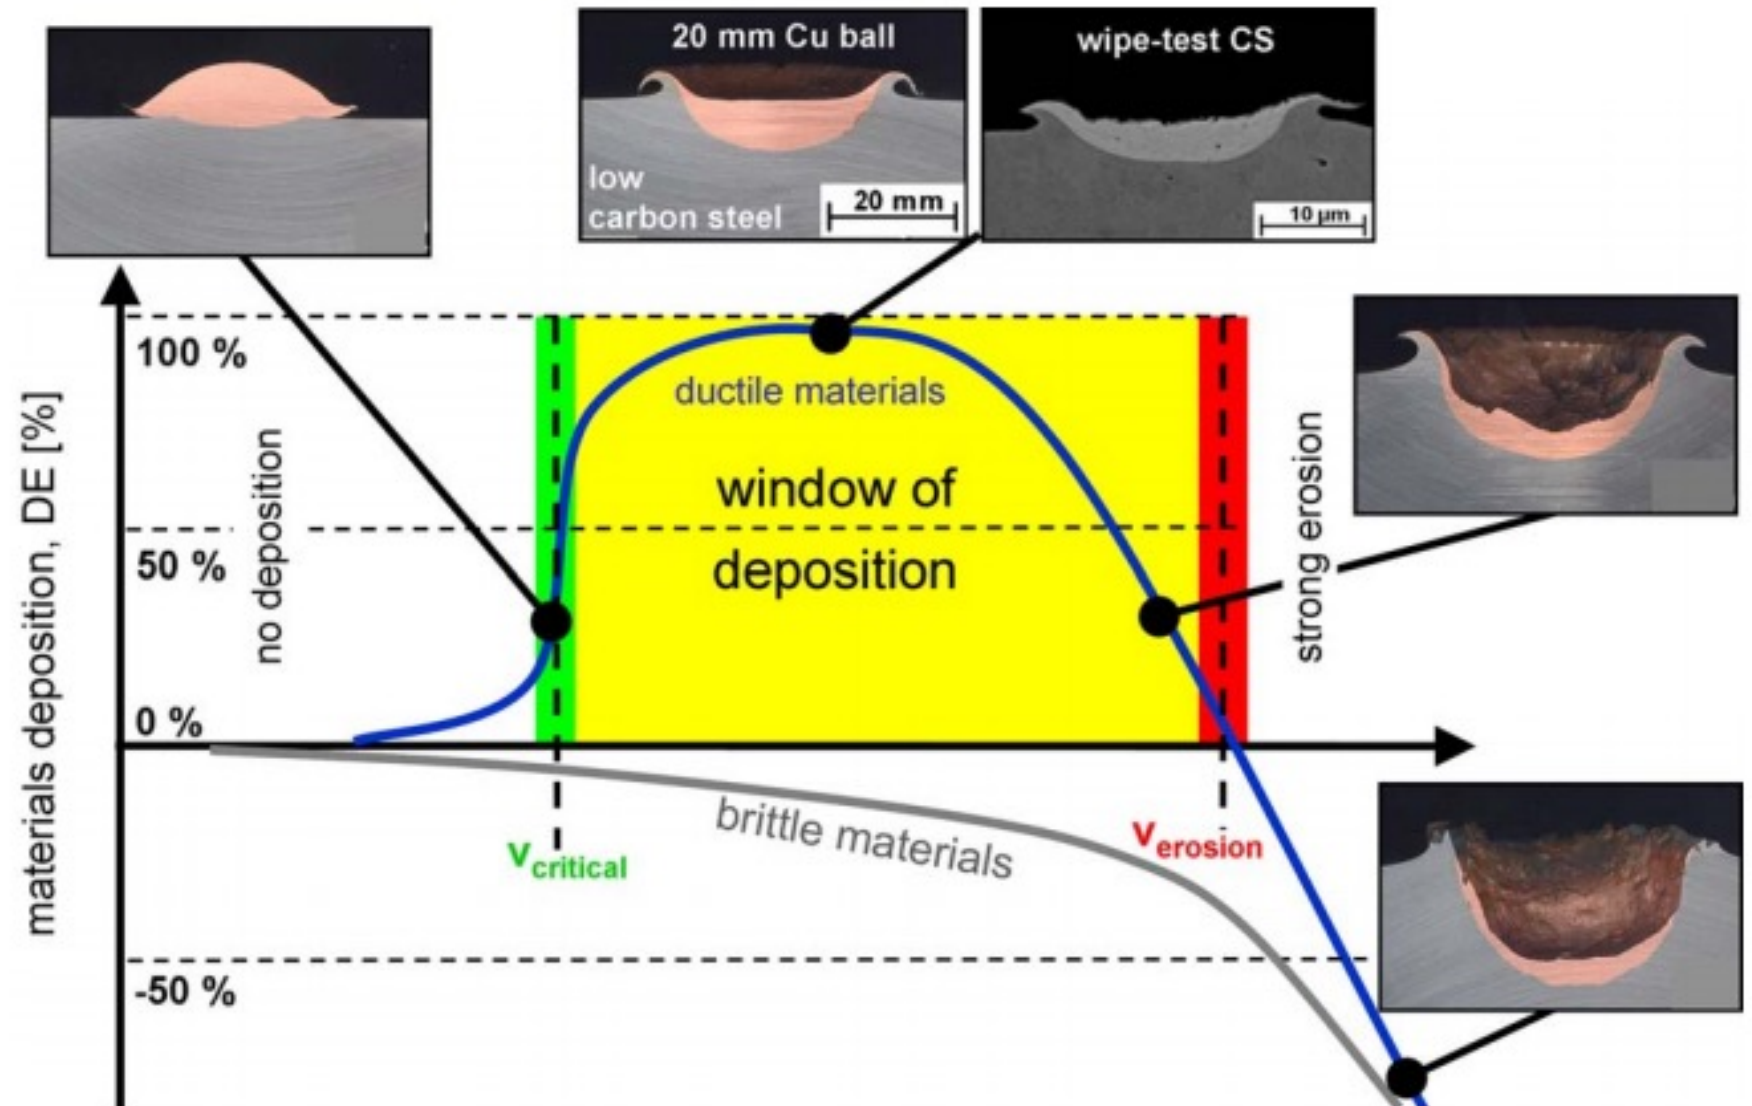 20 mm Cu ball
low
carbon steel
20 mm
wipe-test CS
10 µm
materials deposition, DE [%]
100 %
50 %
0 %
-50 %
no deposition
ductile materials
window of
deposition
strong erosion
brittle materials
vcritical
verosion